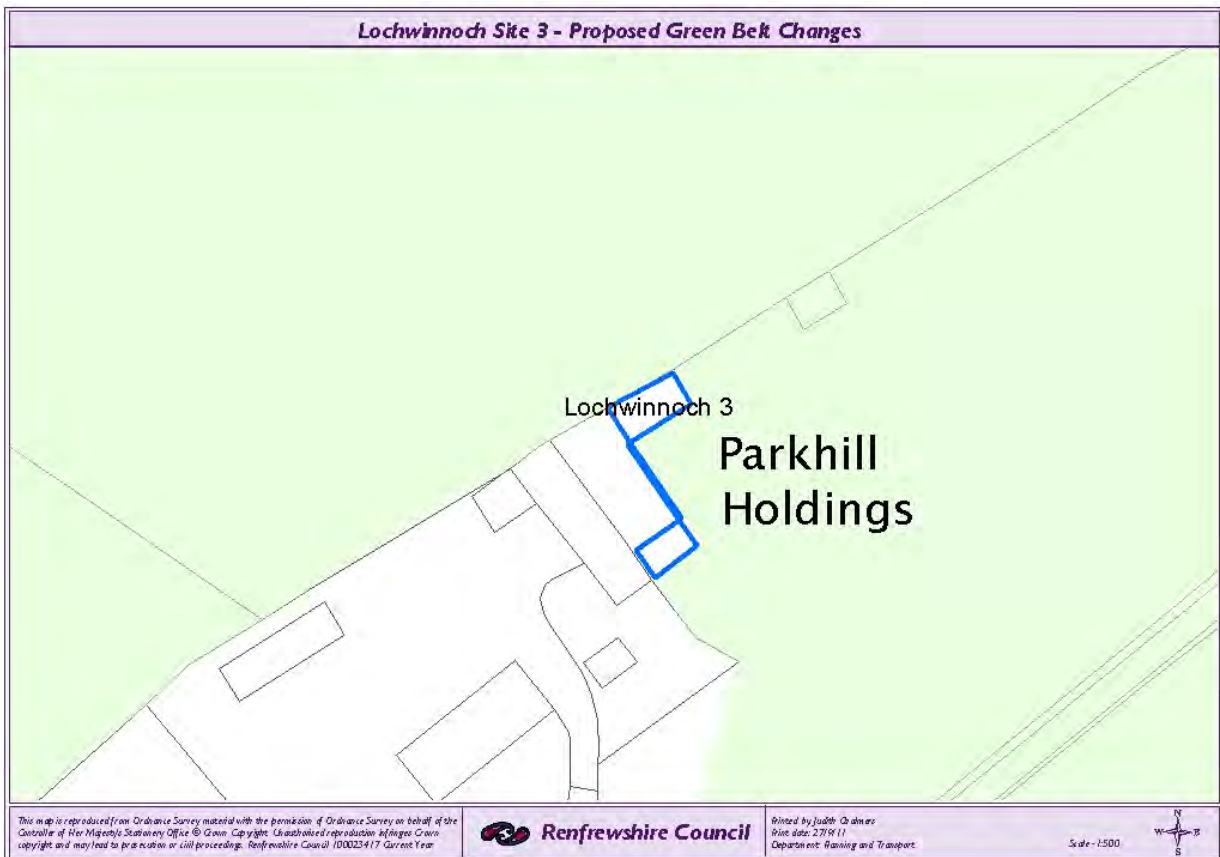 Lochwinnoch Site 3 - Proposed Green Belt Changes
Lochwinnoch 3
Parkhill
Holdings
This map is reproduced from Ordnance Survey material with the permission of Ordnance Survey on behalf of the
Controller of Her Majesty's Stationery Office © Crown Copyright. Unauthorised reproduction infringes Crown
copyright and may lead to prosecution or civil proceedings. Renfrewshire Council 100023417 Current Year
Renfrewshire Council
Printed by Judith Chalmers
Print date: 27/9/11
Department: Planning and Transport
Scale - 1:500
N
W
E
S